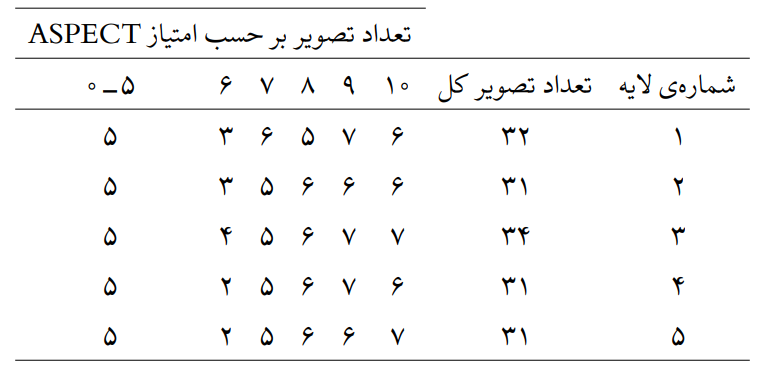 تعداد تصویر بر حسب امتیاز ASPECT
شماره‌ی لایه تعداد تصویر کل ۱۰ ۹ ۸ ۷ ۶ ۵ - ۰
۱ ۳۲ ۶ ۷ ۵ ۶ ۳ ۵
۲ ۳۱ ۶ ۶ ۶ ۵ ۳ ۵
۳ ۳۴ ۷ ۷ ۶ ۵ ۴ ۵
۴ ۳۱ ۶ ۷ ۶ ۵ ۲ ۵
۵ ۳۱ ۷ ۶ ۶ ۵ ۲ ۵